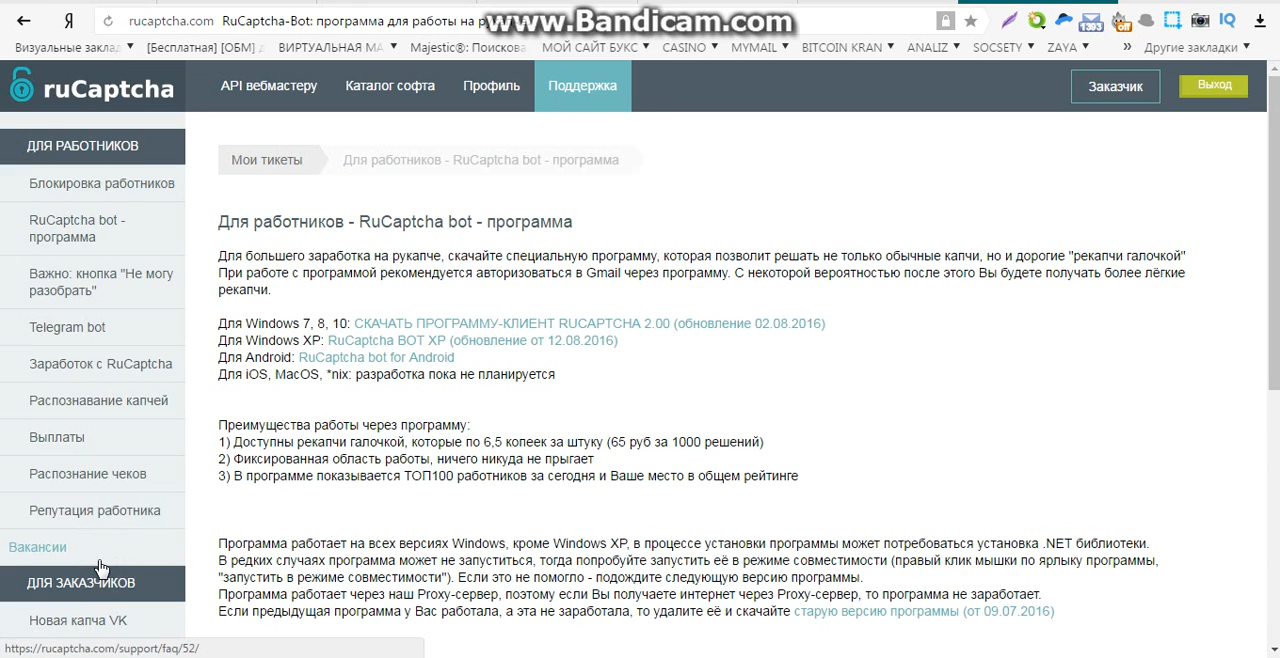 Я rucaptcha.com RuCaptcha-Bot: программа для работы на
www.Bandicam.com
1393
off
IQ
Визуальные заклад [Бесплатная] [ОБМ] ВИРТУАЛЬНАЯ МА Majestic®: Поискова МОЙ САЙТ БУКС CASINO MYMAIL BITCOIN KRAN ANALIZ SOCSETY ZAYA » Другие закладки
ruCaptcha
API вебмастеру Каталог софта Профиль Поддержка Заказчик Выход
ДЛЯ РАБОТНИКОВ
Блокировка работников
RuCaptcha bot -
программа
Важно: кнопка "Не могу
разобрать"
Telegram bot
Заработок с RuCaptcha
Распознавание капчей
Выплаты
Распознание чеков
Репутация работника
Вакансии
ДЛЯ ЗАКАЗЧИКОВ
Новая капча VK
https://rucaptcha.com/support/faq/52/
Мои тикеты Для работников - RuCaptcha bot - программа
Для работников - RuCaptcha bot - программа
Для большего заработка на рукапче, скачайте специальную программу, которая позволит решать не только обычные капчи, но и дорогие "рекапчи галочкой"
При работе с программой рекомендуется авторизоваться в Gmail через программу. С некоторой вероятностью после этого Вы будете получать более лёгкие
рекапчи.
Для Windows 7, 8, 10: СКАЧАТЬ ПРОГРАММУ-КЛИЕНТ RUCAPTCHA 2.00 (обновление 02.08.2016)
Для Windows XP: RuCaptcha BOT XP (обновление от 12.08.2016)
Для Android: RuCaptcha bot for Android
Для iOS, MacOS, *nix: разработка пока не планируется
Преимущества работы через программу:
1) Доступны рекапчи галочкой, которые по 6,5 копеек за штуку (65 руб за 1000 решений)
2) Фиксированная область работы, ничего никуда не прыгает
3) В программе показывается ТОП100 работников за сегодня и Ваше место в общем рейтинге
Программа работает на всех версиях Windows, кроме Windows XP, в процессе установки программы может потребоваться установка .NET библиотеки.
В редких случаях программа может не запуститься, тогда попробуйте запустить её в режиме совместимости (правый клик мышки по ярлыку программы,
"запустить в режиме совместимости"). Если это не помогло - подождите следующую версию программы.
Программа работает через наш Proxy-сервер, поэтому если Вы получаете интернет через Proxy-сервер, то программа не заработает.
Если предыдущая программа у Вас работала, а эта не заработала, то удалите её и скачайте старую версию программы (от 09.07.2016)